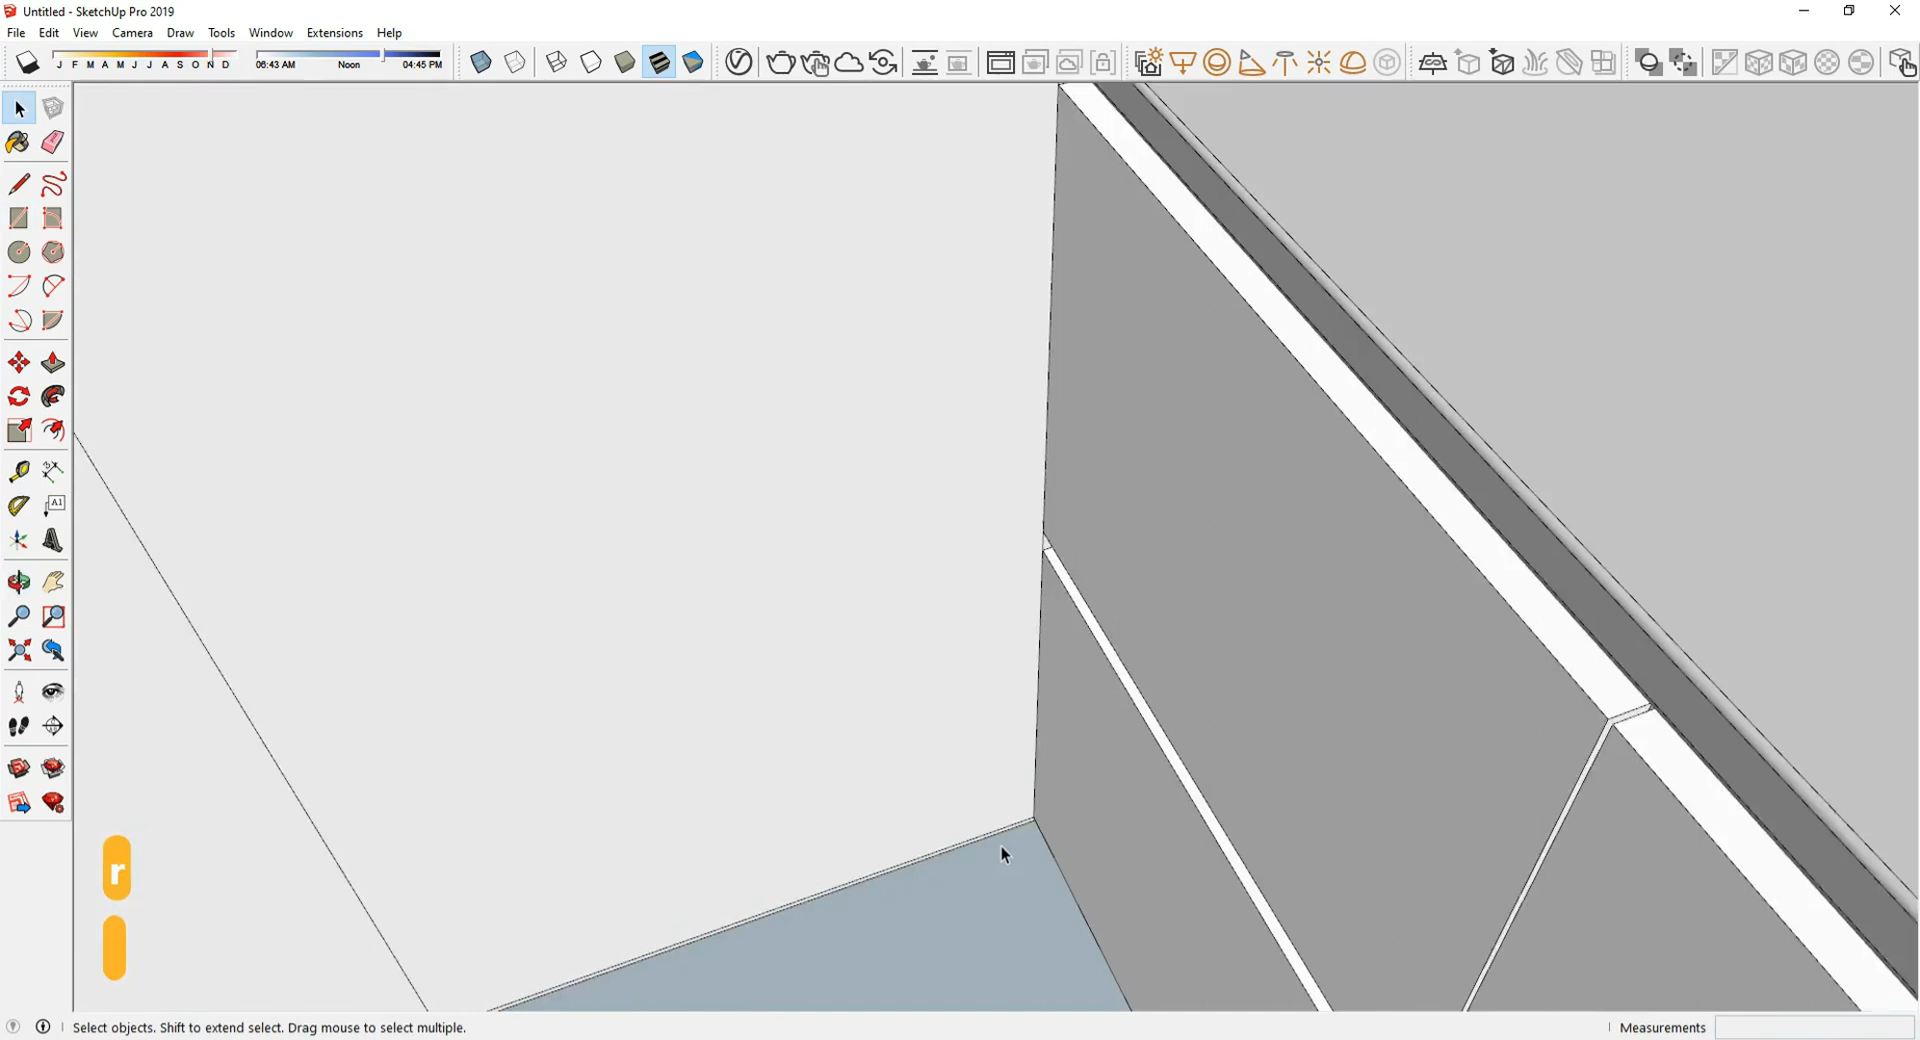 Untitled - SketchUp Pro 2019
File Edit View Camera Draw Tools Window Extensions Help
J F M A M J J A S O N D 06:43 AM Noon 04:45 PM
A1
r
Select objects. Shift to extend select. Drag mouse to select multiple.
Measurements